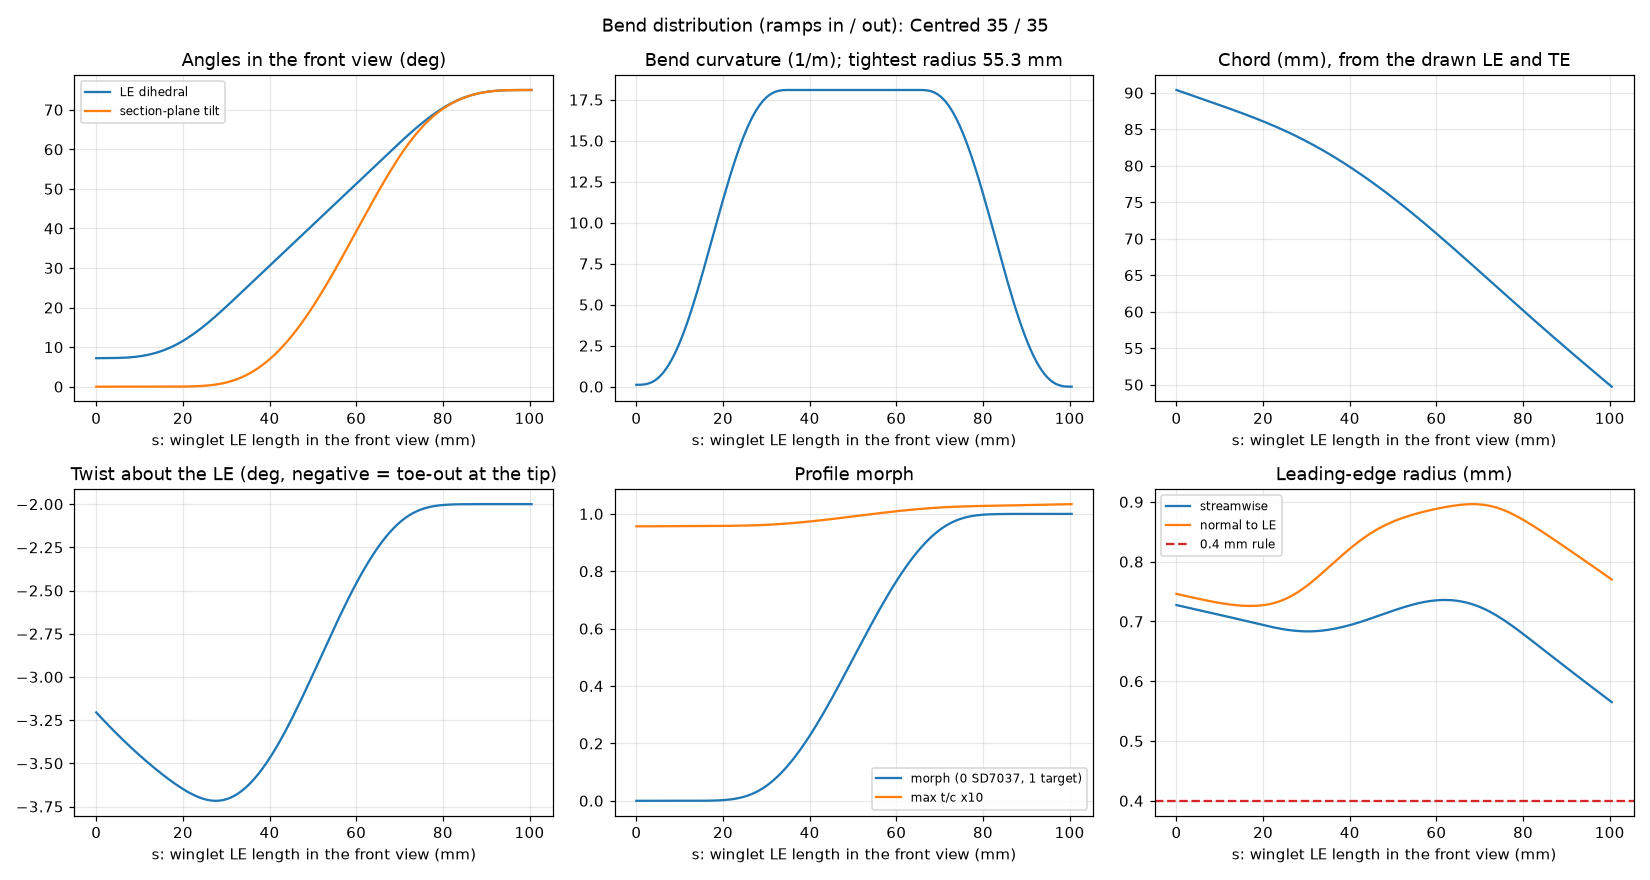 Bend distribution (ramps in / out): Centred 35 / 35
Angles in the front view (deg)
LE dihedral
section-plane tilt
70
60
50
40
30
20
10
0
0 20 40 60 80 100
s: winglet LE length in the front view (mm)
Bend curvature (1/m); tightest radius 55.3 mm
17.5
15.0
12.5
10.0
7.5
5.0
2.5
0.0
0 20 40 60 80 100
s: winglet LE length in the front view (mm)
Chord (mm), from the drawn LE and TE
90
85
80
75
70
65
60
55
50
0 20 40 60 80 100
s: winglet LE length in the front view (mm)
Twist about the LE (deg, negative = toe-out at the tip)
−2.00
−2.25
−2.50
−2.75
−3.00
−3.25
−3.50
−3.75
0 20 40 60 80 100
s: winglet LE length in the front view (mm)
Profile morph
1.0
0.8
0.6
0.4
0.2
0.0
morph (0 SD7037, 1 target)
max t/c x10
0 20 40 60 80 100
s: winglet LE length in the front view (mm)
Leading-edge radius (mm)
streamwise
normal to LE
0.4 mm rule
0.9
0.8
0.7
0.6
0.5
0.4
0 20 40 60 80 100
s: winglet LE length in the front view (mm)